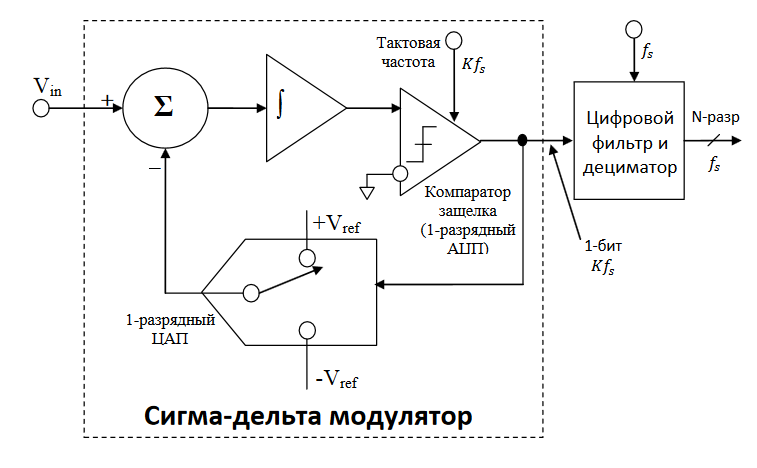 Тактовая
частота
Kfs
fs
Vin
+
Σ
∫
–
Цифровой
фильтр и
дециматор
N-разр
fs
Компаратор
защелка
(1-разрядный
АЦП)
1-бит
Kfs
+Vref
1-разрядный
ЦАП
-Vref
Сигма-дельта модулятор